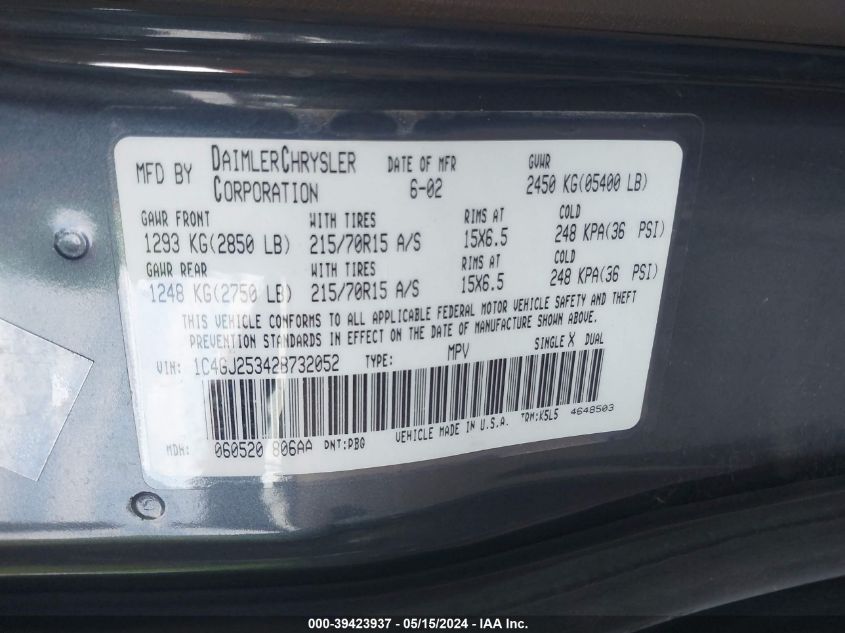 MFD BY DAIMLERCHRYSLER CORPORATION DATE OF MFR 6-02 GVWR 2450 KG(05400 LB)
GAWR FRONT WITH TIRES RIMS AT COLD
1293 KG(2850 LB) 215/70R15 A/S 15X6.5 248 KPA(36 PSI)
GAWR REAR WITH TIRES RIMS AT COLD
1248 KG(2750 LB) 215/70R15 A/S 15X6.5 248 KPA(36 PSI)
THIS VEHICLE CONFORMS TO ALL APPLICABLE FEDERAL MOTOR VEHICLE SAFETY AND THEFT
PREVENTION STANDARDS IN EFFECT ON THE DATE OF MANUFACTURE SHOWN ABOVE.
VIN: 1C4GJ25342B732052 TYPE: MPV SINGLE X DUAL
MDH: 060520 806AA PNT:PBG VEHICLE MADE IN U.S.A. TRM:K5L5 4648503
000-39423937 - 05/15/2024 - IAA Inc.